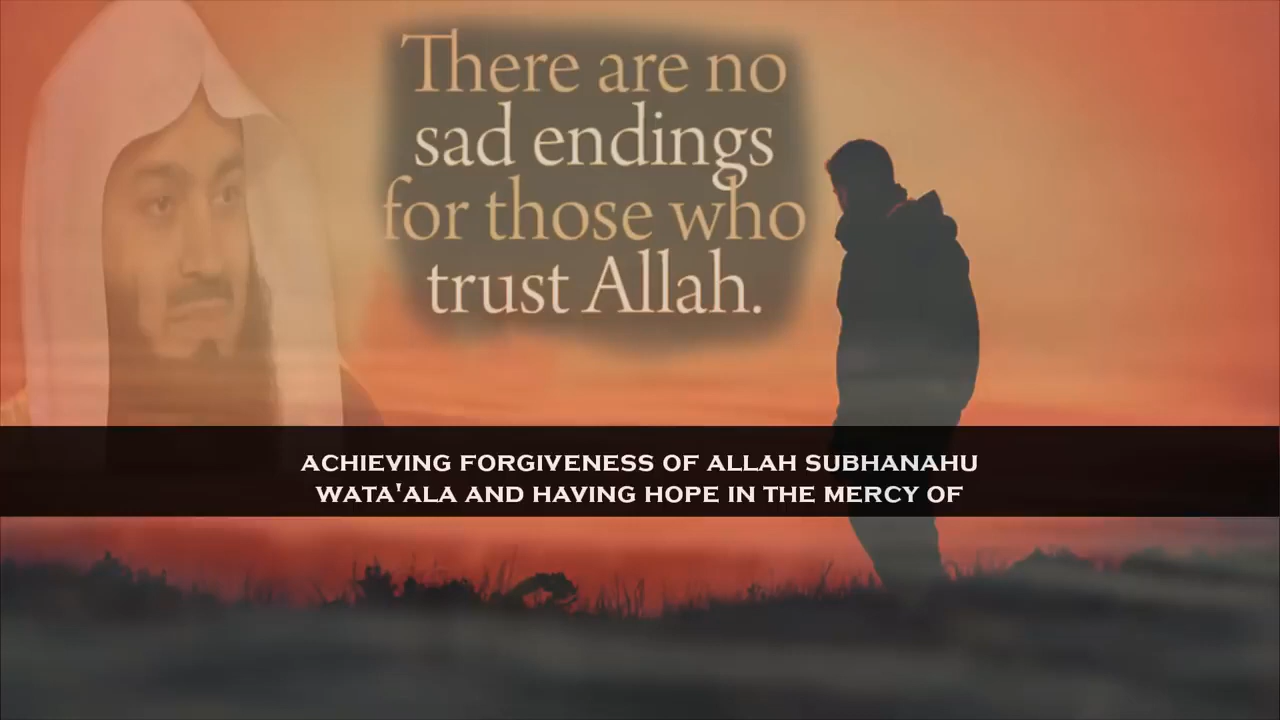 There are no
sad endings
for those who
trust Allah.
ACHIEVING FORGIVENESS OF ALLAH SUBHANAHU
WATA'ALA AND HAVING HOPE IN THE MERCY OF